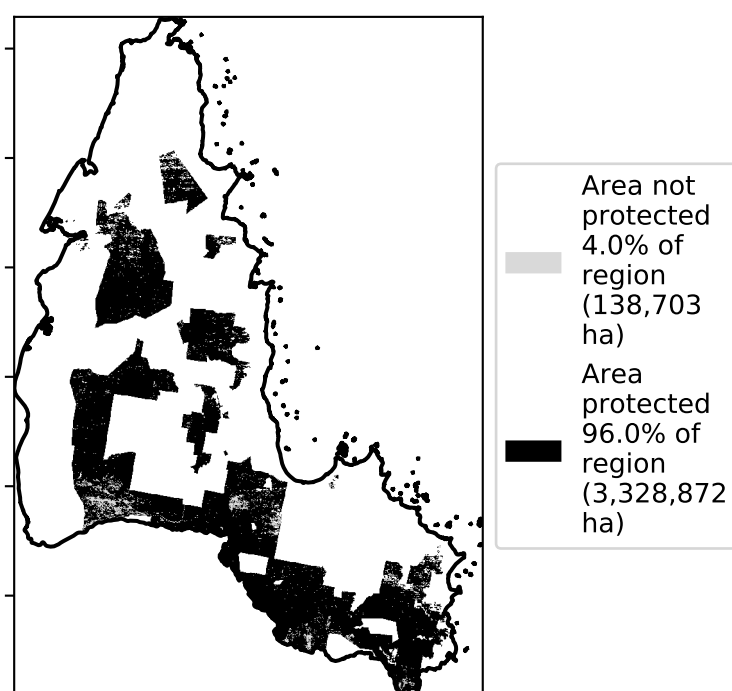 Area not
protected
4.0% of
region
(138,703
ha)
Area
protected
96.0% of
region
(3,328,872
ha)